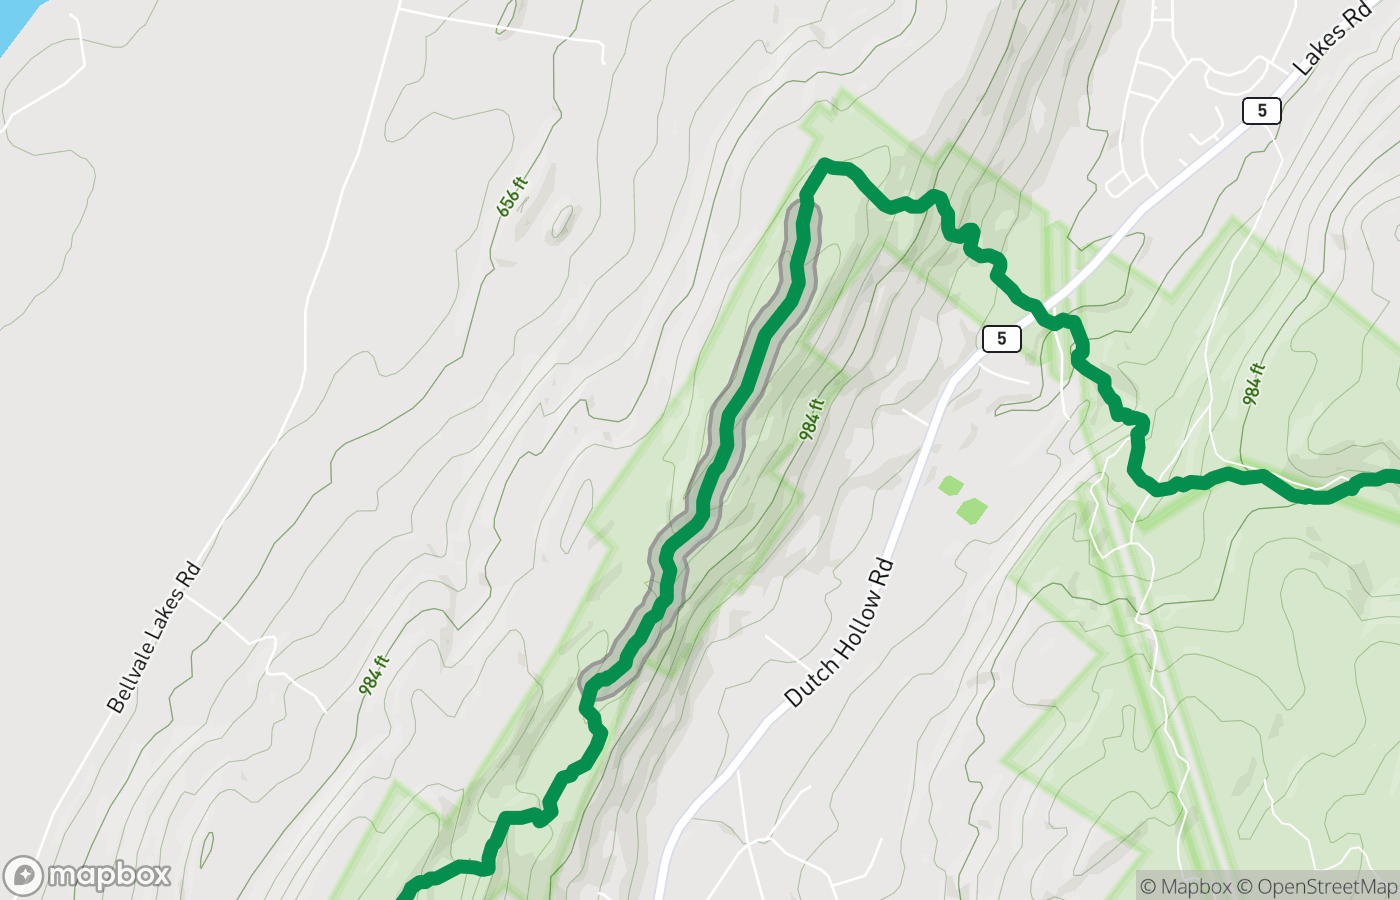 Lakes Rd
5
656 ft
5
984 ft
984 ft
Bellvale Lakes Rd
Dutch Hollow Rd
984 ft
mapbox
© Mapbox © OpenStreetMap